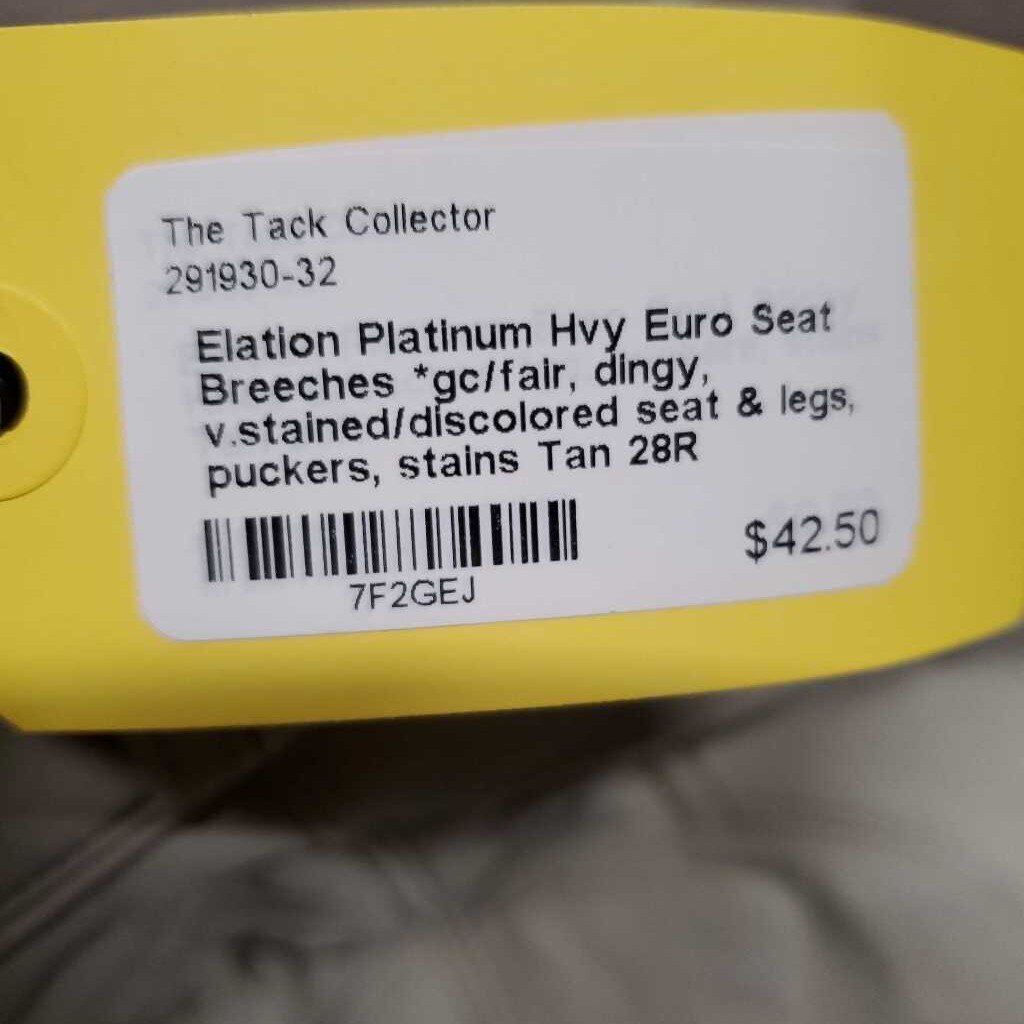 The Tack Collector
291930-32
Elation Platinum Hvy Euro Seat
Breeches *gc/fair, dingy,
v.stained/discolored seat & legs,
puckers, stains Tan 28R
$42.50
7F2GEJ